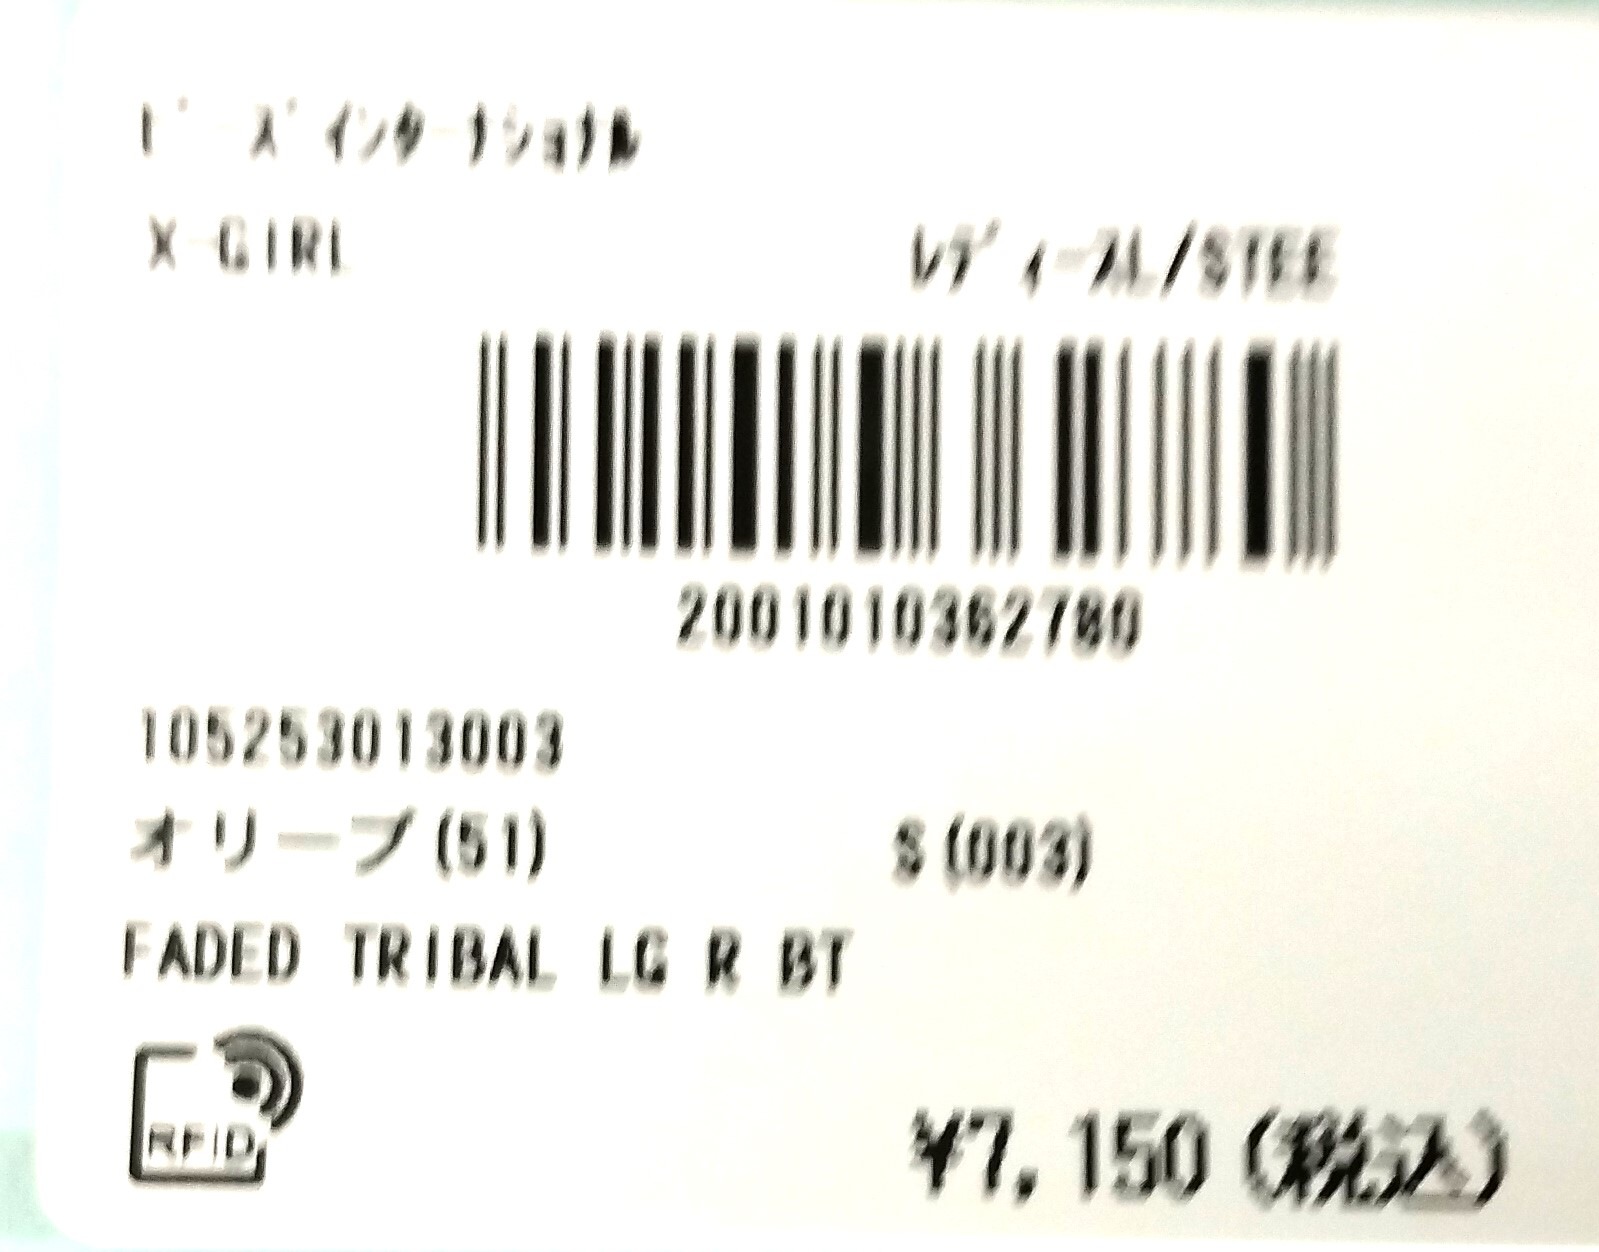 ﾋﾞｰｽﾞｲﾝﾀｰﾅｼｮﾅﾙ
X-GIRL
ﾚﾃﾞｨｰｽL/STEE
2001010362780
105253013003
オリーブ(51)
S(003)
FADED TRIBAL LG R BT
RFID
¥7,150(税込)